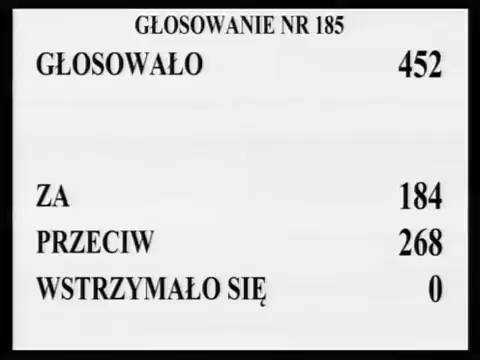 GŁOSOWANIE NR 185
GŁOSOWAŁO 452
ZA 184
PRZECIW 268
WSTRZYMAŁO SIĘ 0